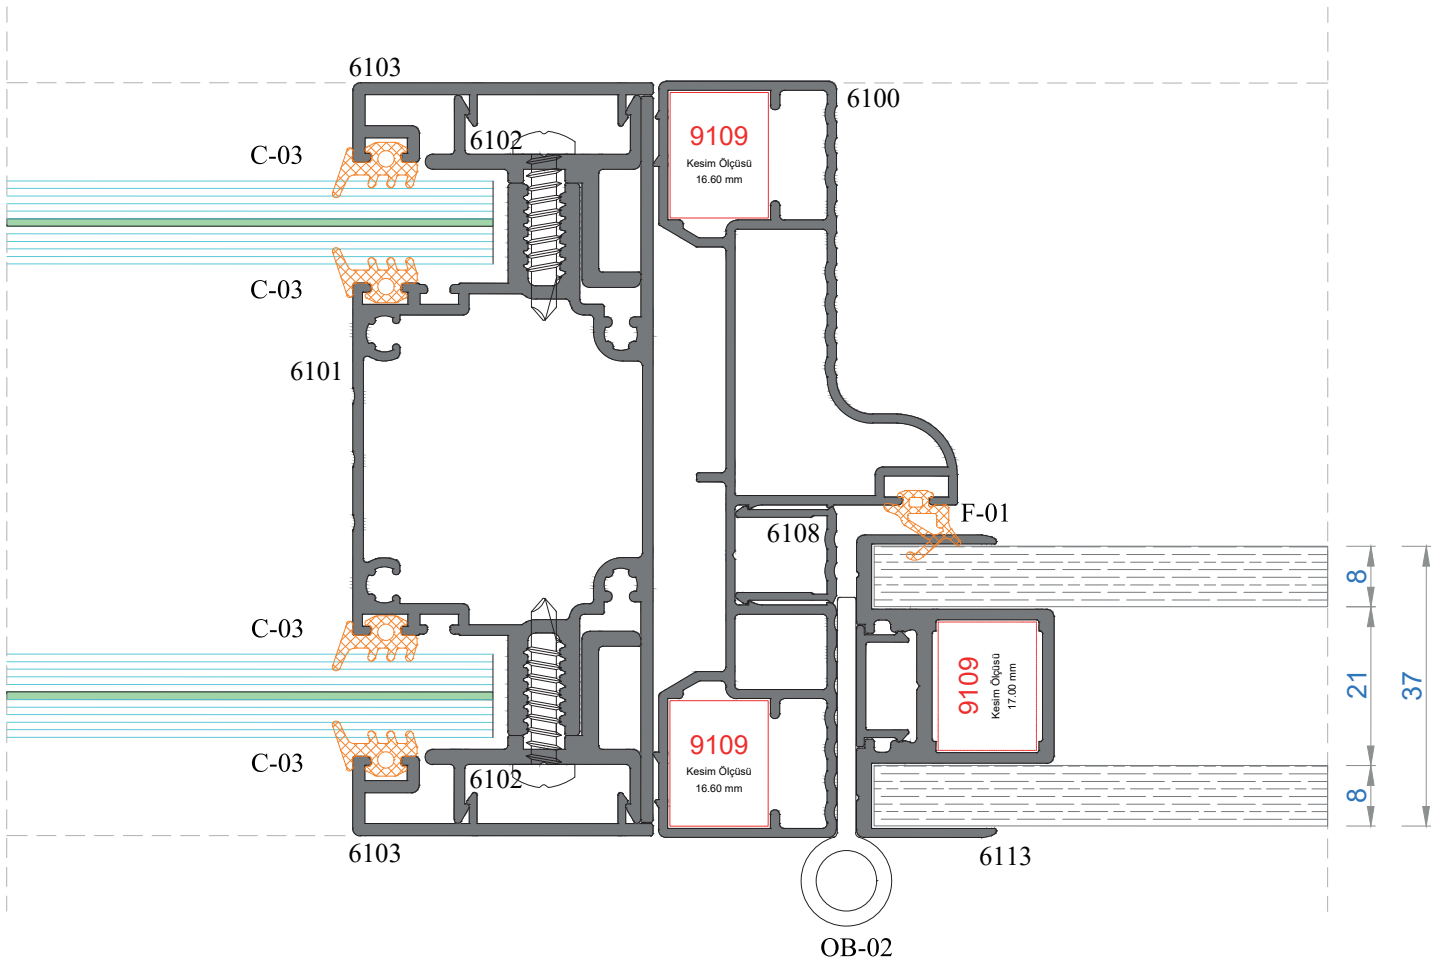 6103
6100
6102
9109
Kesim Ölçüsü
16.60 mm
C-03
C-03
6101
F-01
6108
8
C-03
9109
Kesim Ölçüsü
17.00 mm
21
37
9109
Kesim Ölçüsü
16.60 mm
C-03
6102
8
6103
6113
OB-02